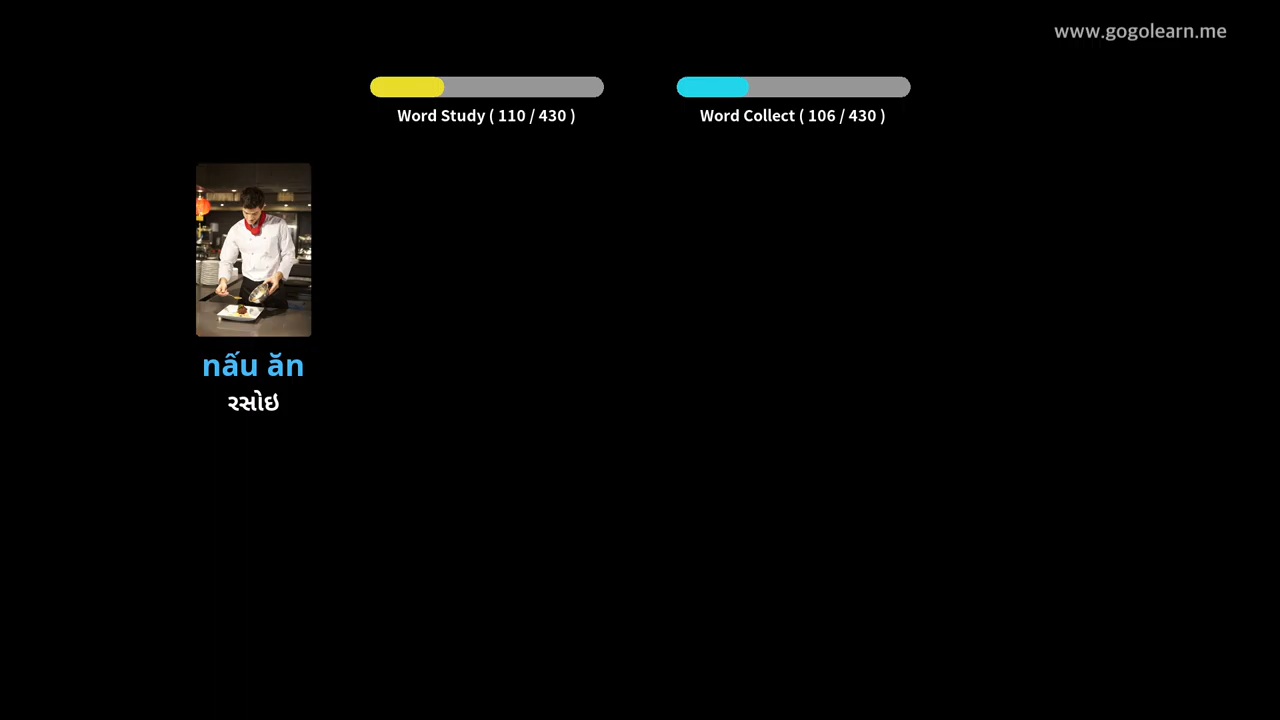 www.gogolearn.me
Word Study ( 110 / 430 )
Word Collect ( 106 / 430 )
nấu ăn
રસોઇ